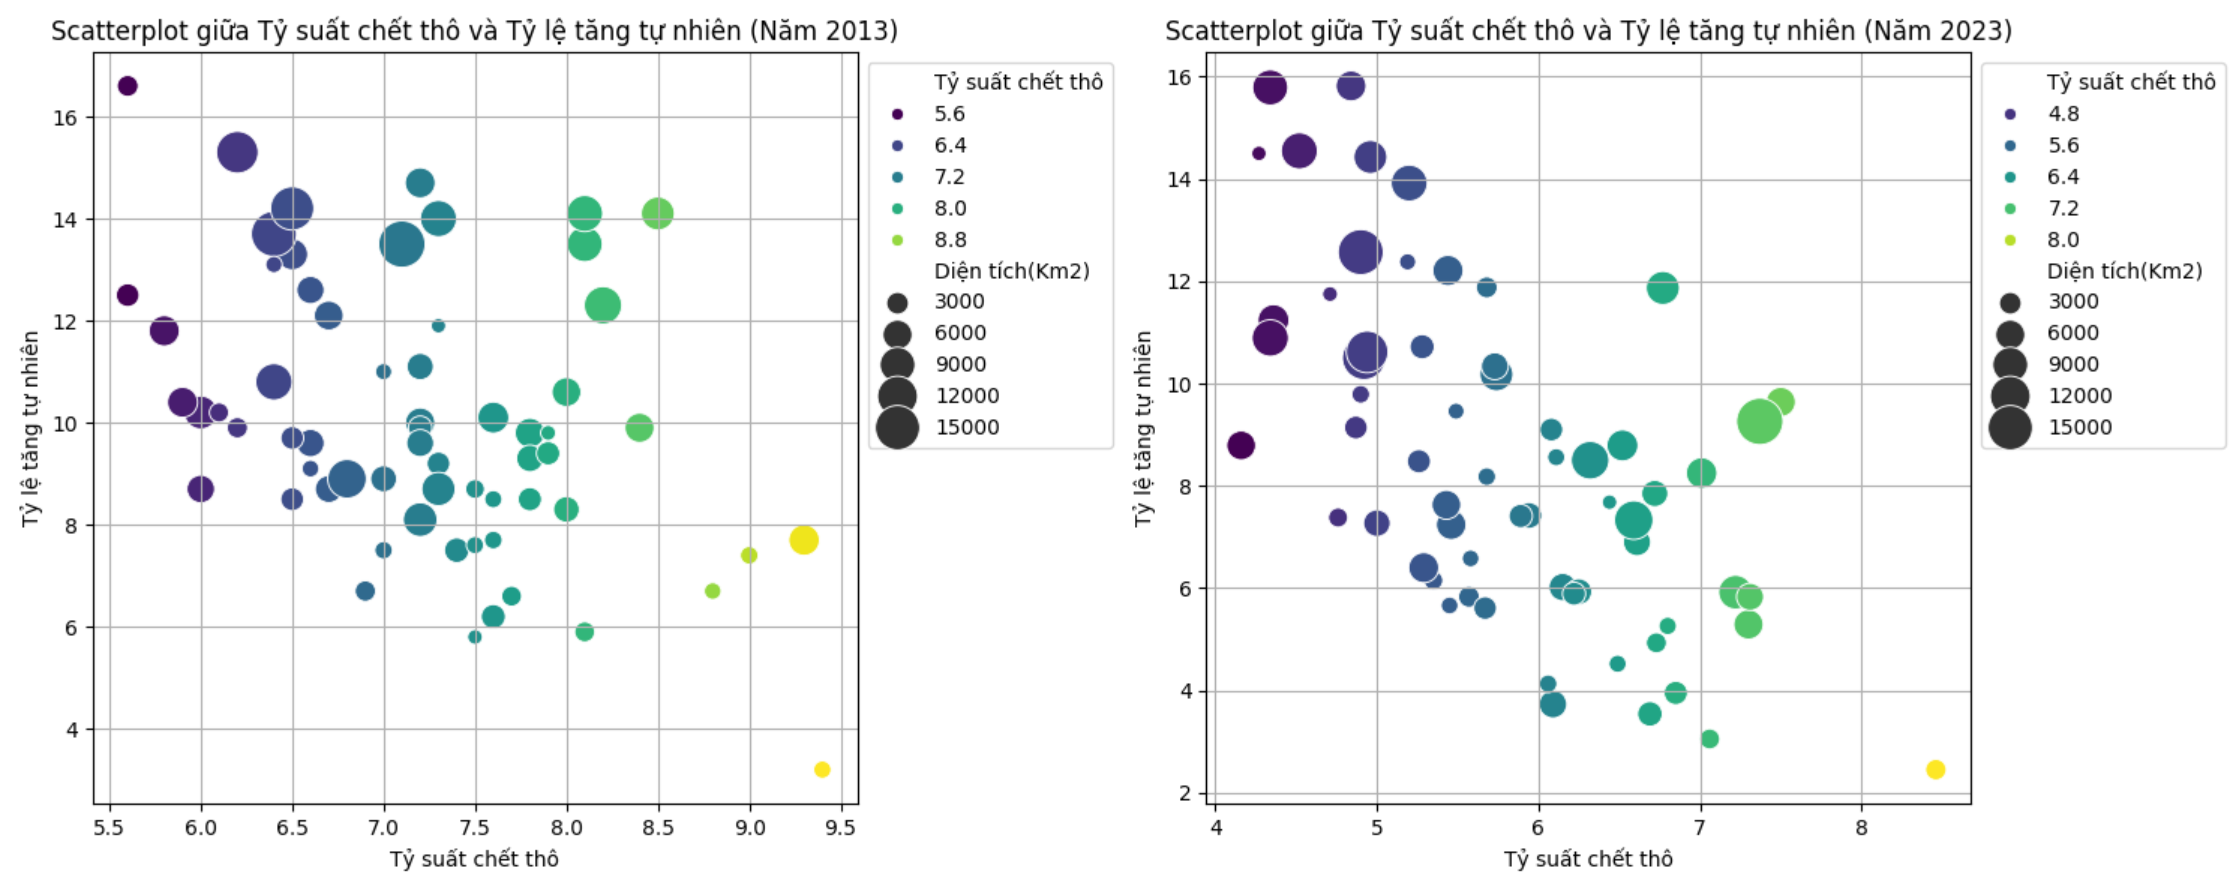 Scatterplot giữa Tỷ suất chết thô và Tỷ lệ tăng tự nhiên (Năm 2013)
Tỷ lệ tăng tự nhiên
16
14
12
10
8
6
4
5.5 6.0 6.5 7.0 7.5 8.0 8.5 9.0 9.5
Tỷ suất chết thô
Tỷ suất chết thô
5.6
6.4
7.2
8.0
8.8
Diện tích(Km2)
3000
6000
9000
12000
15000
Scatterplot giữa Tỷ suất chết thô và Tỷ lệ tăng tự nhiên (Năm 2023)
Tỷ lệ tăng tự nhiên
16
14
12
10
8
6
4
2
4 5 6 7 8
Tỷ suất chết thô
Tỷ suất chết thô
4.8
5.6
6.4
7.2
8.0
Diện tích(Km2)
3000
6000
9000
12000
15000